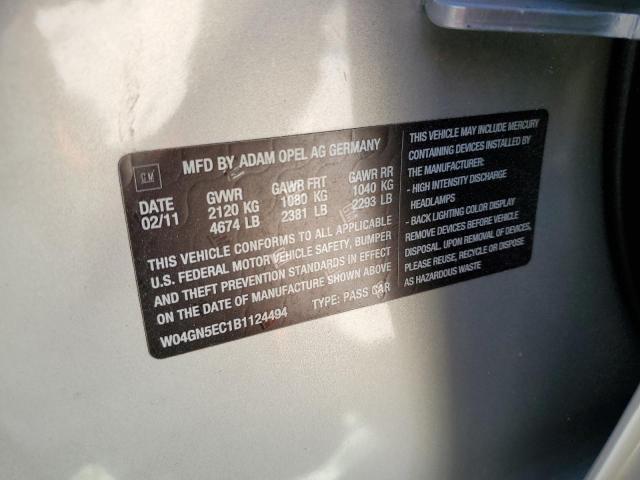 GM
MFD BY ADAM OPEL AG GERMANY
DATE GVWR GAWR FRT GAWR RR
02/11 2120 KG 1080 KG 1040 KG
4674 LB 2381 LB 2293 LB
THIS VEHICLE CONFORMS TO ALL APPLICABLE
U.S. FEDERAL MOTOR VEHICLE SAFETY, BUMPER
AND THEFT PREVENTION STANDARDS IN EFFECT
ON THE DATE OF MANUFACTURE SHOWN ABOVE
W04GN5EC1B1124494 TYPE: PASS CAR
THIS VEHICLE MAY INCLUDE MERCURY
CONTAINING DEVICES INSTALLED BY
THE MANUFACTURER:
- HIGH INTENSITY DISCHARGE
HEADLAMPS
- BACK LIGHTING COLOR DISPLAY
REMOVE DEVICES BEFORE VEHICLE
DISPOSAL. UPON REMOVAL OF DEVICES,
PLEASE REUSE, RECYCLE OR DISPOSE
AS HAZARDOUS WASTE